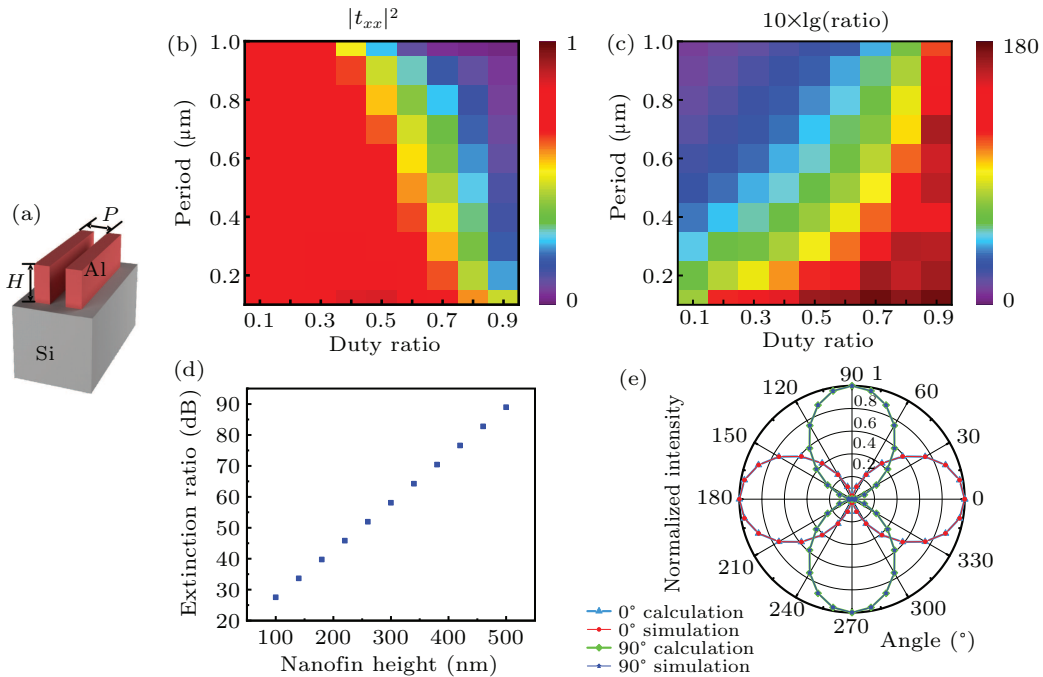 (a)
P
H
Al
Si
(b)
|t_{xx}|^2
Period (μm)
1.0
0.8
0.6
0.4
0.2
0.1 0.3 0.5 0.7 0.9
Duty ratio
1
0
(c)
10×lg(ratio)
Period (μm)
1.0
0.8
0.6
0.4
0.2
0.1 0.3 0.5 0.7 0.9
Duty ratio
180
0
(d)
Extinction ratio (dB)
90
80
70
60
50
40
30
20
100 200 300 400 500
Nanofin height (nm)
(e)
Normalized intensity
90 1
60
30
0
330
300
270
240
210
180
150
120
0.8
0.6
0.4
0.2
Angle (°)
0° calculation
0° simulation
90° calculation
90° simulation